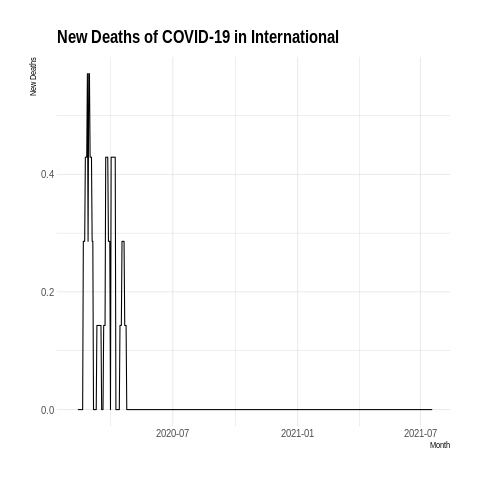 New Deaths of COVID-19 in International
New Deaths
0.4
0.2
0.0
2020-07
2021-01
2021-07
Month